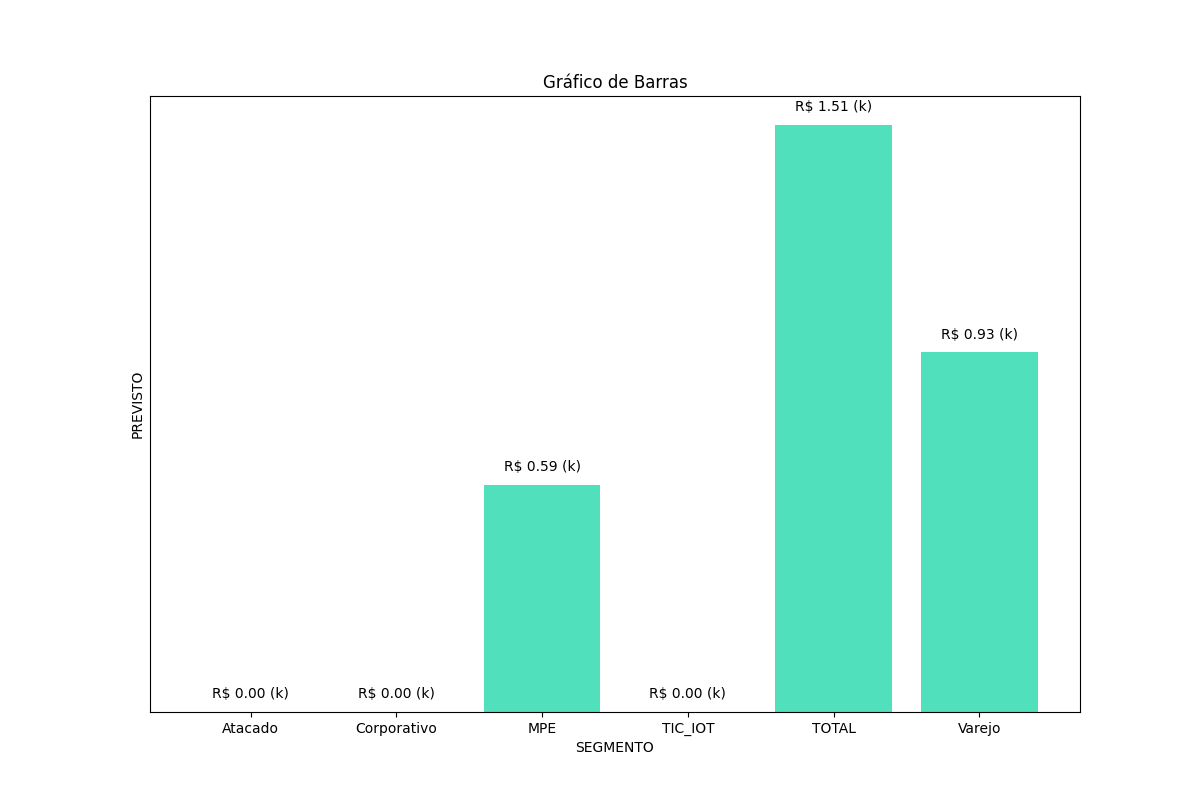 Gráfico de Barras
R$ 1.51 (k)
R$ 0.93 (k)
R$ 0.59 (k)
R$ 0.00 (k) R$ 0.00 (k) R$ 0.00 (k)
PREVISTO
Atacado Corporativo MPE TIC_IOT TOTAL Varejo
SEGMENTO